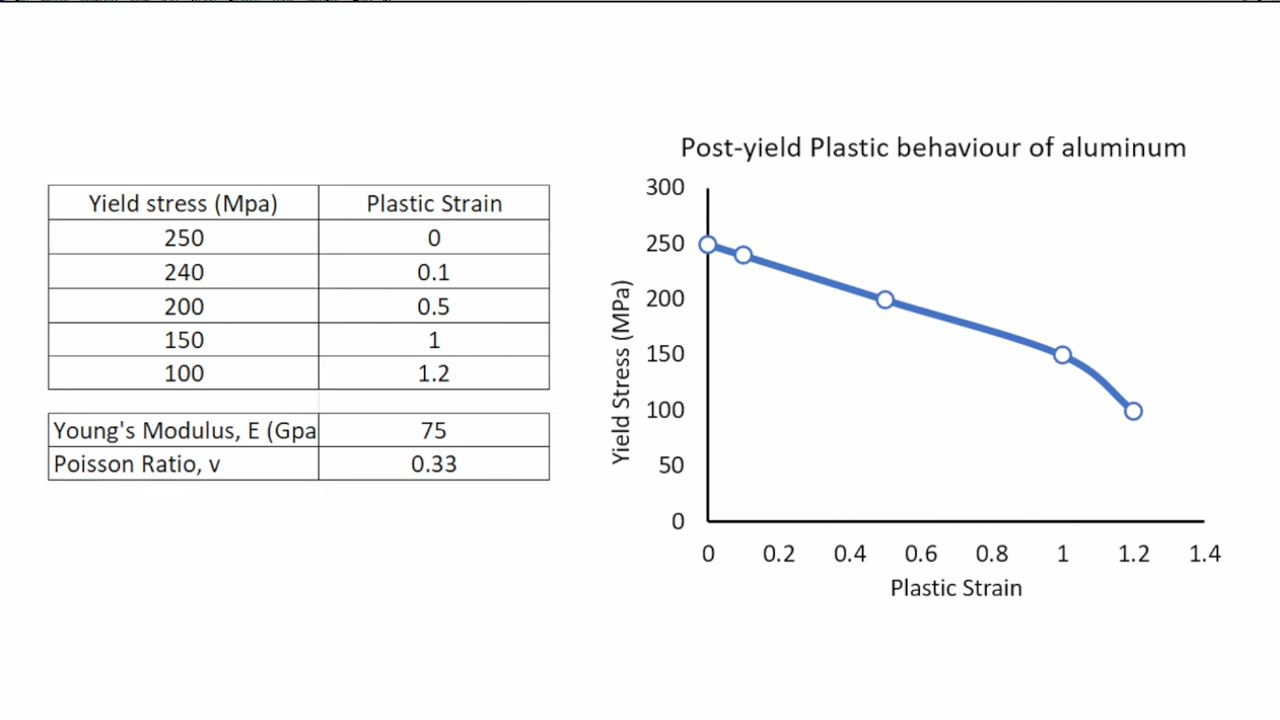 Yield stress (Mpa) Plastic Strain
250 0
240 0.1
200 0.5
150 1
100 1.2
Young's Modulus, E (Gpa 75
Poisson Ratio, v 0.33
Post-yield Plastic behaviour of aluminum
300
250
200
150
100
50
0
Yield Stress (MPa)
0 0.2 0.4 0.6 0.8 1 1.2 1.4
Plastic Strain